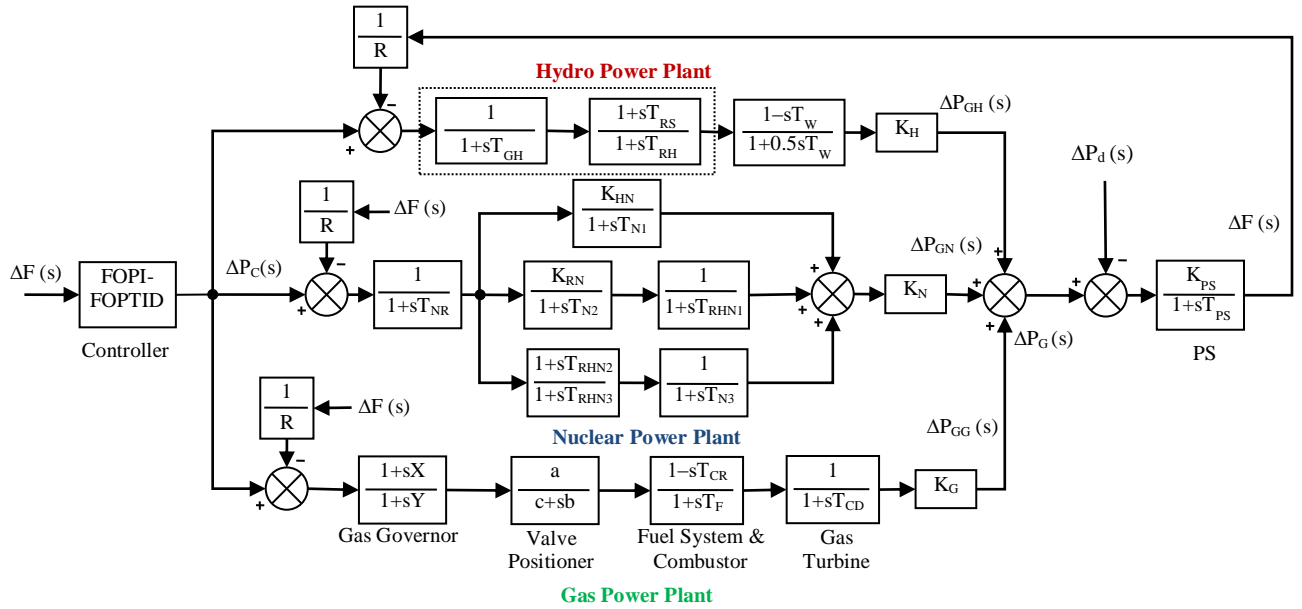 1
R
Hydro Power Plant
1
1+sT_GH
1+sT_RS
1+sT_RH
1−sT_W
1+0.5sT_W
ΔP_GH (s)
K_H
−
+
ΔP_d (s)
1
R
ΔF (s)
K_HN
1+sT_N1
ΔP_GN (s)
ΔF (s)
ΔF (s)
FOPI-
FOPTID
Controller
ΔP_C(s)
−
+
1
1+sT_NR
K_RN
1+sT_N2
1
1+sT_RHN1
+
+
+
K_N
+
+
+
ΔP_G (s)
−
+
K_PS
1+sT_PS
PS
1+sT_RHN2
1+sT_RHN3
1
1+sT_N3
1
R
ΔF (s)
Nuclear Power Plant
ΔP_GG (s)
−
+
1+sX
1+sY
Gas Governor
a
c+sb
Valve
Positioner
1−sT_CR
1+sT_F
Fuel System &
Combustor
1
1+sT_CD
Gas
Turbine
K_G
Gas Power Plant